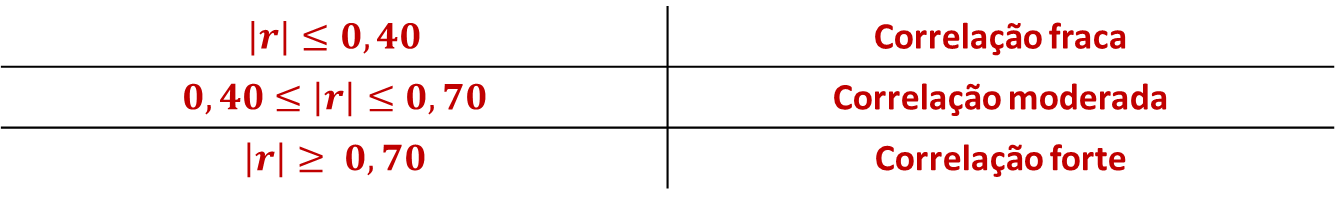 |r| ≤ 0,40 Correlação fraca
0,40 ≤ |r| ≤ 0,70 Correlação moderada
|r| ≥ 0,70 Correlação forte